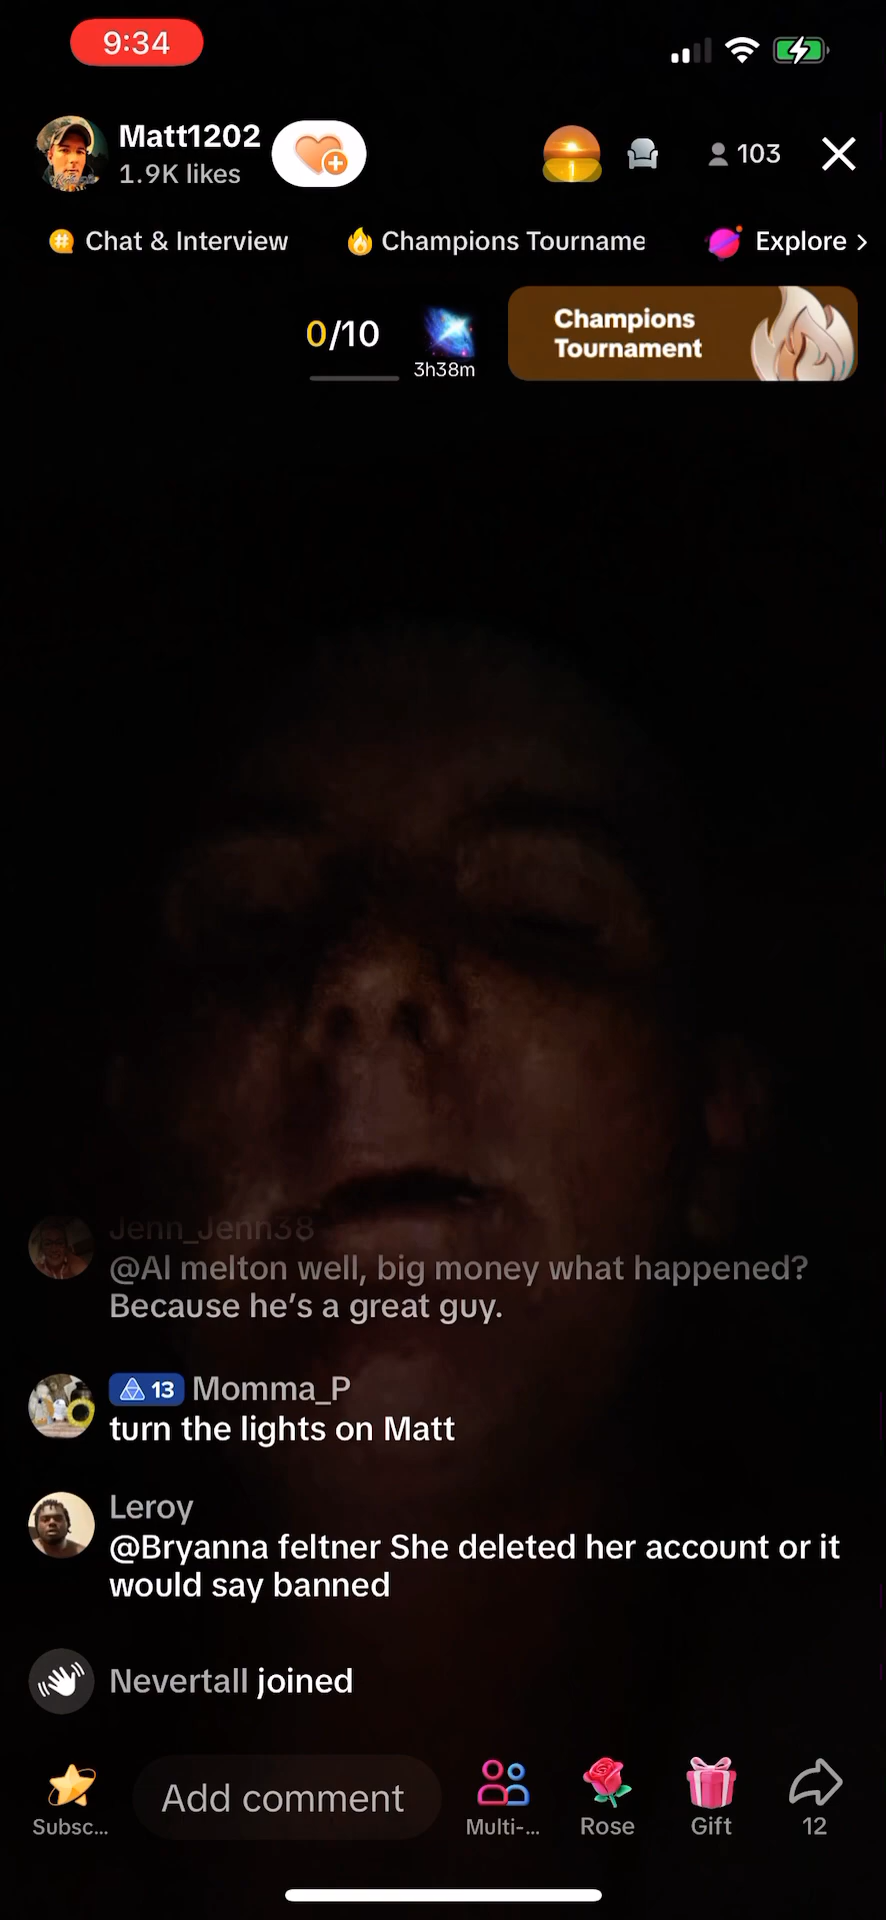 9:34
Matt1202
1.9K likes
103
Chat & Interview
Champions Tourname
Explore >
0/10
3h38m
Champions
Tournament
Jenn_Jenn38
@Al melton well, big money what happened?
Because he’s a great guy.
13 Momma_P
turn the lights on Matt
Leroy
@Bryanna feltner She deleted her account or it
would say banned
Nevertall joined
Add comment
Subsc...
Multi-...
Rose
Gift
12